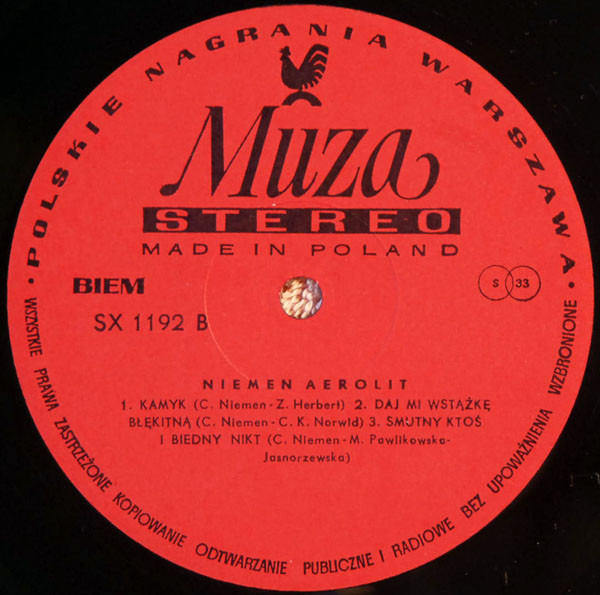 • POLSKIE NAGRANIA WARSZAWA •
Muza
STEREO
MADE IN POLAND
BIEM
S 33
SX 1192 B
NIEMEN AEROLIT
1. KAMYK (C. Niemen - Z. Herbert) 2. DAJ MI WSTĄŻKĘ
BŁĘKITNĄ (C. Niemen - C. K. Norwid) 3. SMUTNY KTOŚ
I BIEDNY NIKT (C. Niemen - M. Pawlikowska-
Jasnorzewska)
WSZYSTKIE PRAWA ZASTRZEŻONE KOPIOWANIE ODTWARZANIE PUBLICZNE I RADIOWE BEZ UPOWAŻNIENIA WZBRONIONE